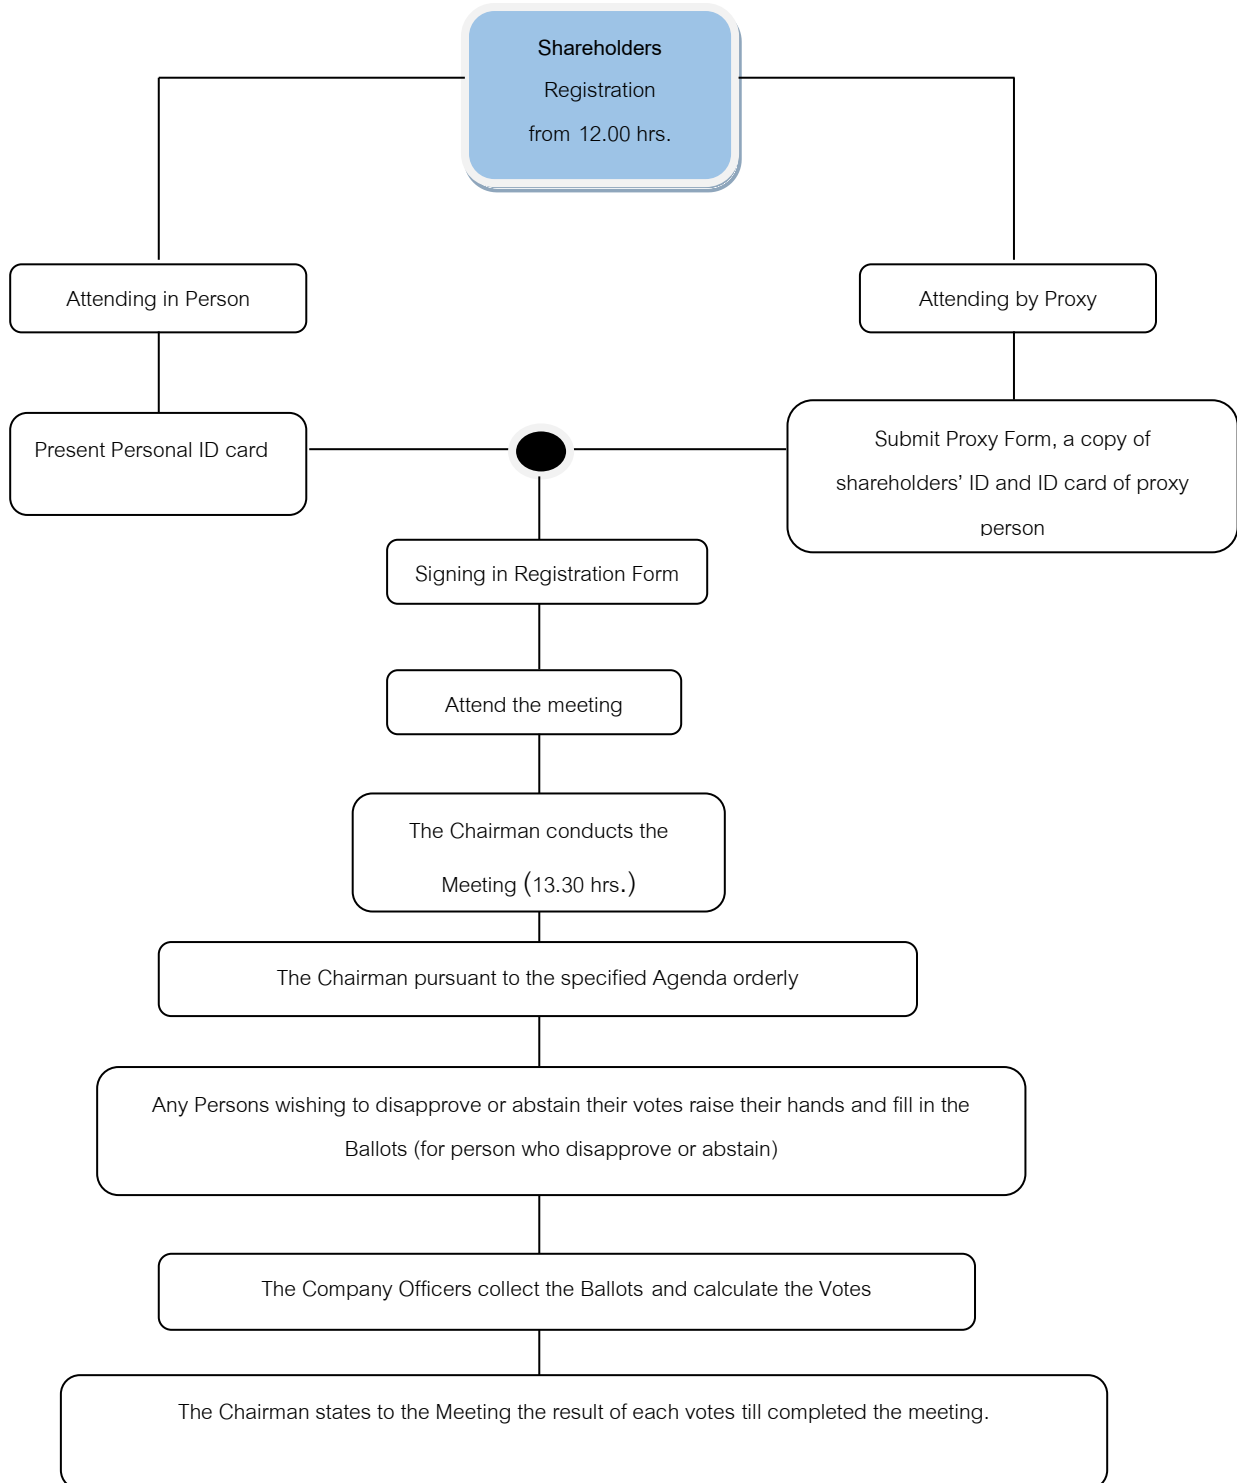 Shareholders
Registration
from 12.00 hrs.
Attending in Person
Attending by Proxy
Present Personal ID card
Submit Proxy Form, a copy of
shareholders’ ID and ID card of proxy
person
Signing in Registration Form
Attend the meeting
The Chairman conducts the
Meeting (13.30 hrs.)
The Chairman pursuant to the specified Agenda orderly
Any Persons wishing to disapprove or abstain their votes raise their hands and fill in the
Ballots (for person who disapprove or abstain)
The Company Officers collect the Ballots and calculate the Votes
The Chairman states to the Meeting the result of each votes till completed the meeting.